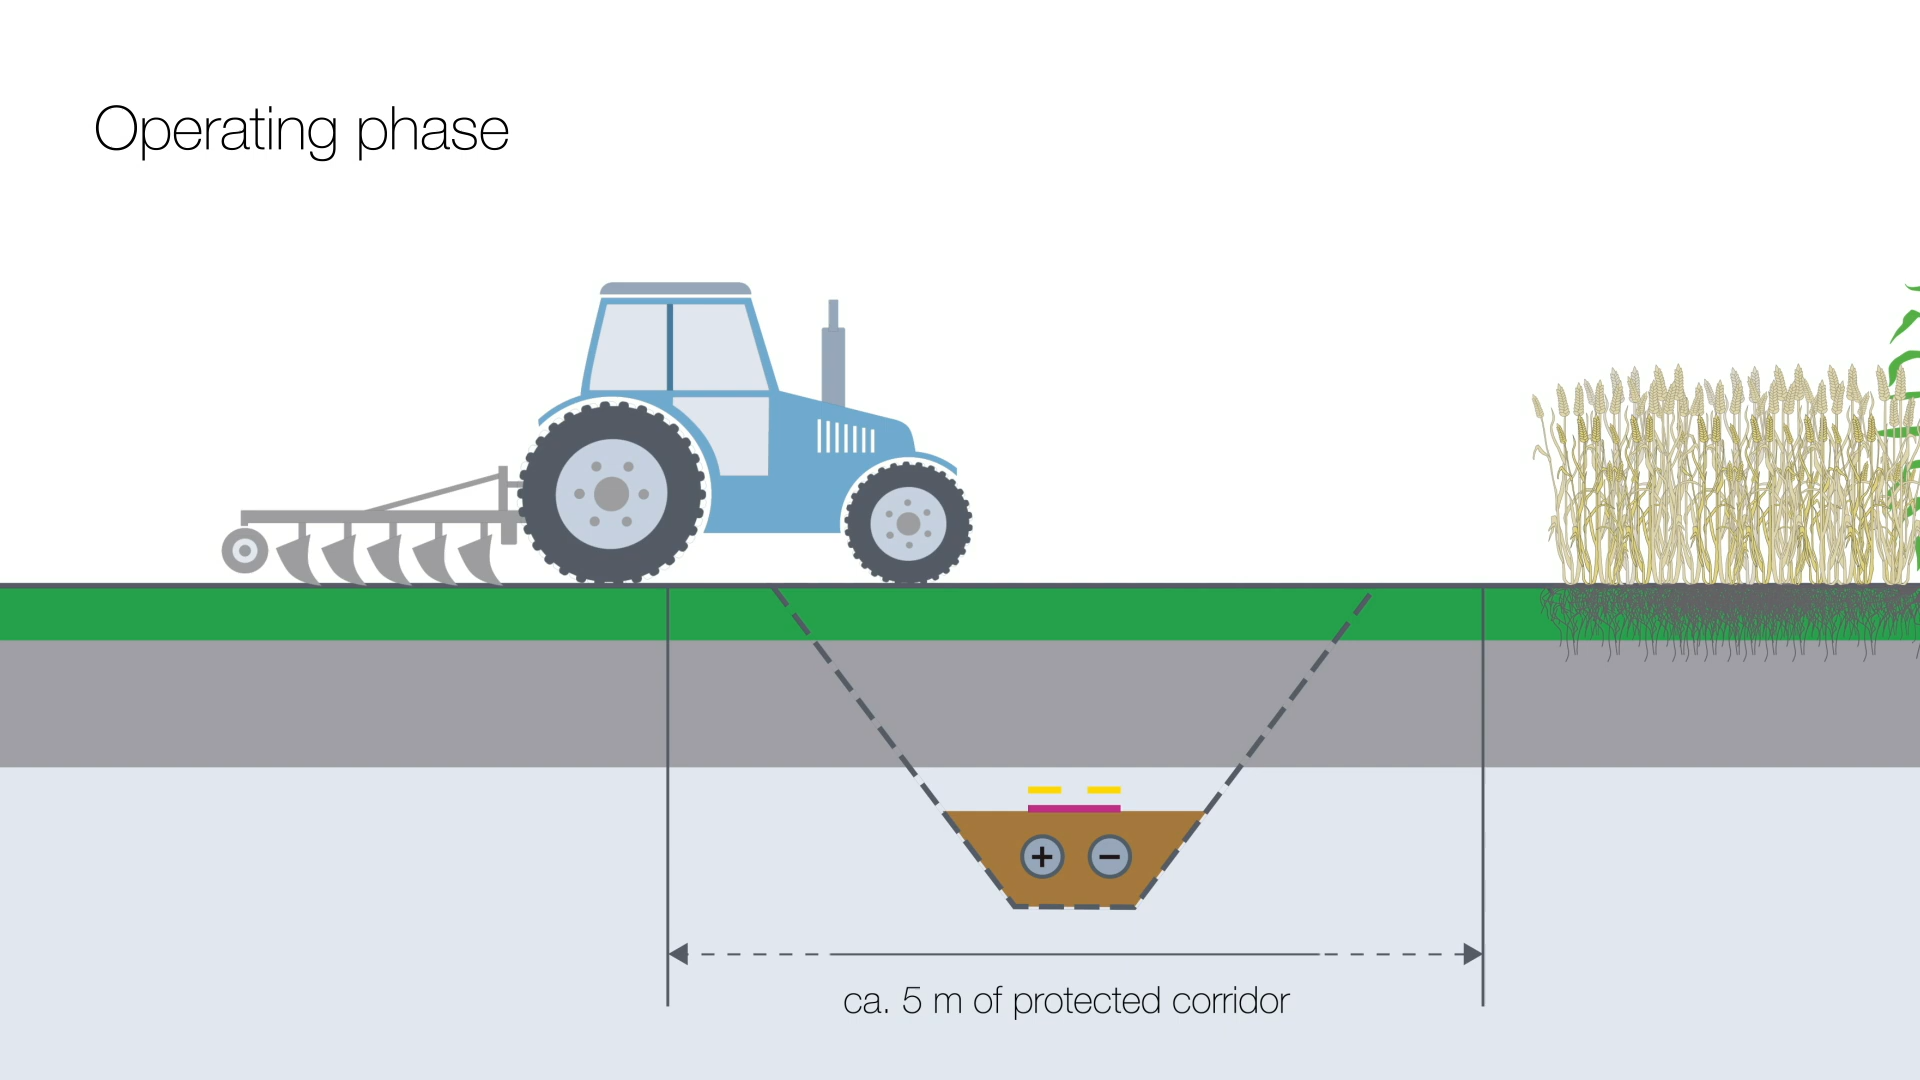 Operating phase
+ −
ca. 5 m of protected corridor